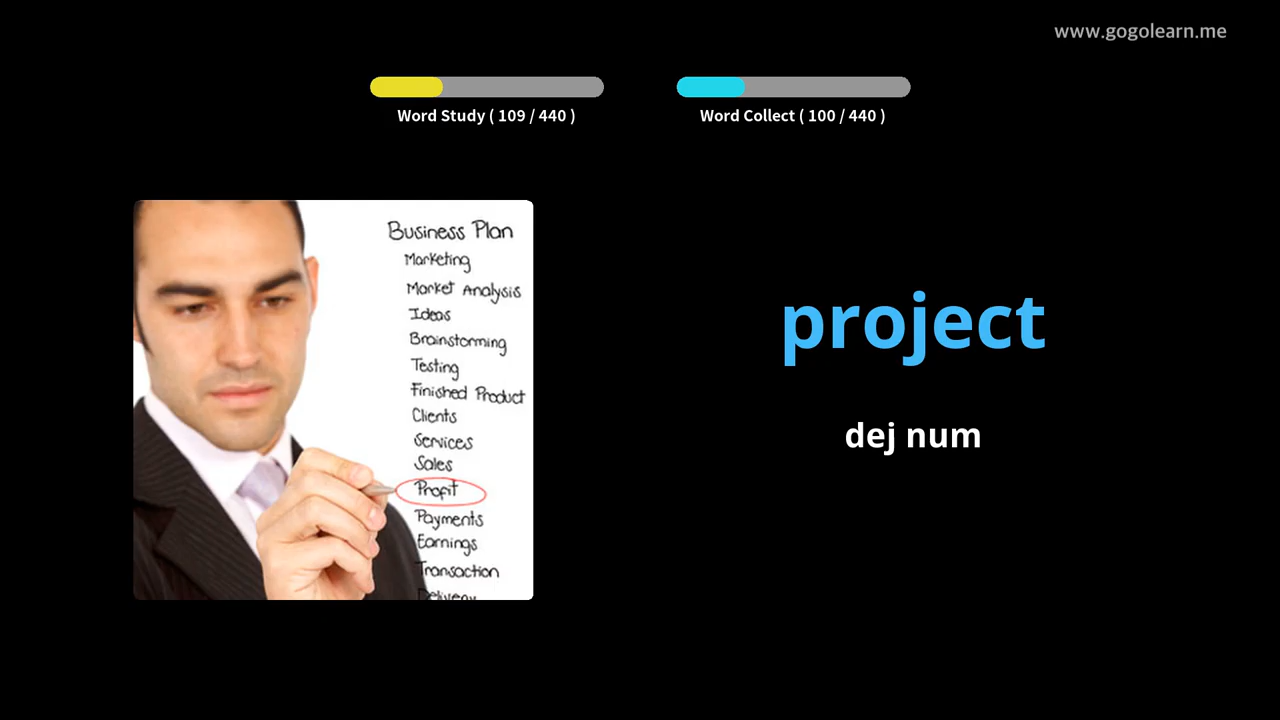 www.gogolearn.me
Word Study ( 109 / 440 )
Word Collect ( 100 / 440 )
Business Plan
Marketing
Market Analysis
Ideas
Brainstorming
Testing
Finished Product
Clients
Services
Sales
Profit
Payments
Earnings
Transaction
Delivery
project
dej num